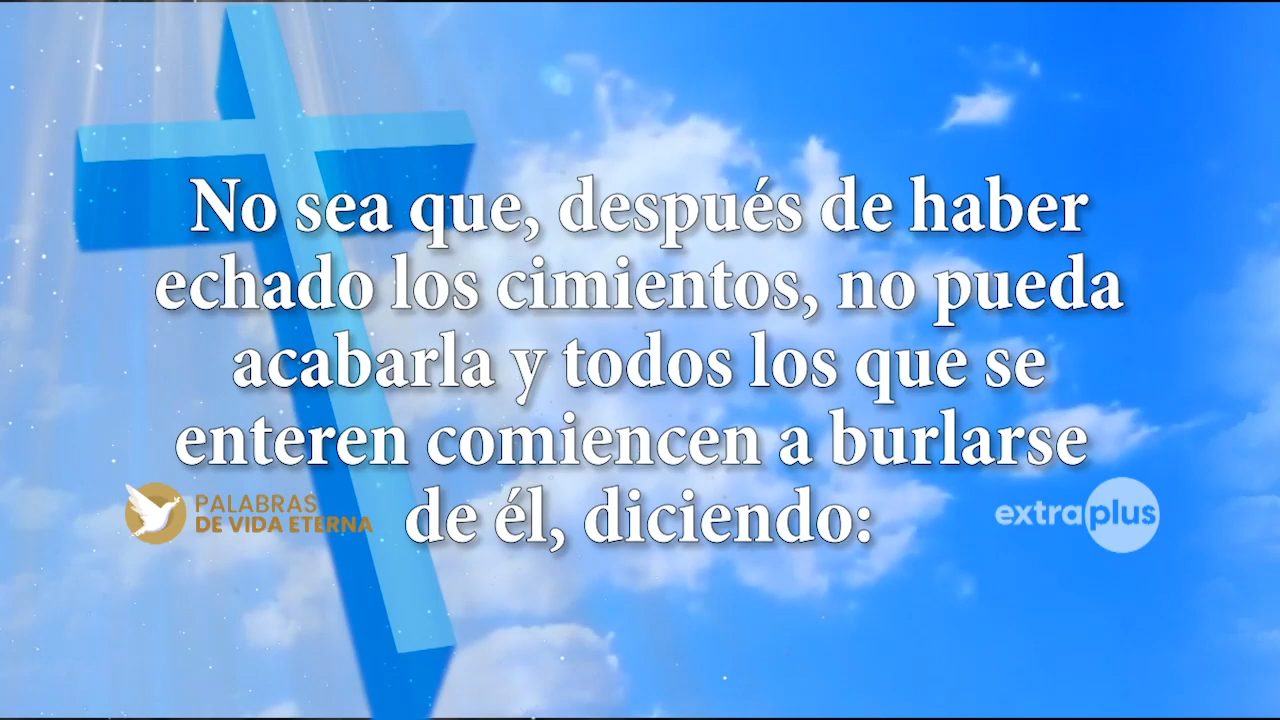 No sea que, después de haber
echado los cimientos, no pueda
acabarla y todos los que se
enteren comiencen a burlarse
de él, diciendo:
PALABRAS
DE VIDA ETERNA
extraplus